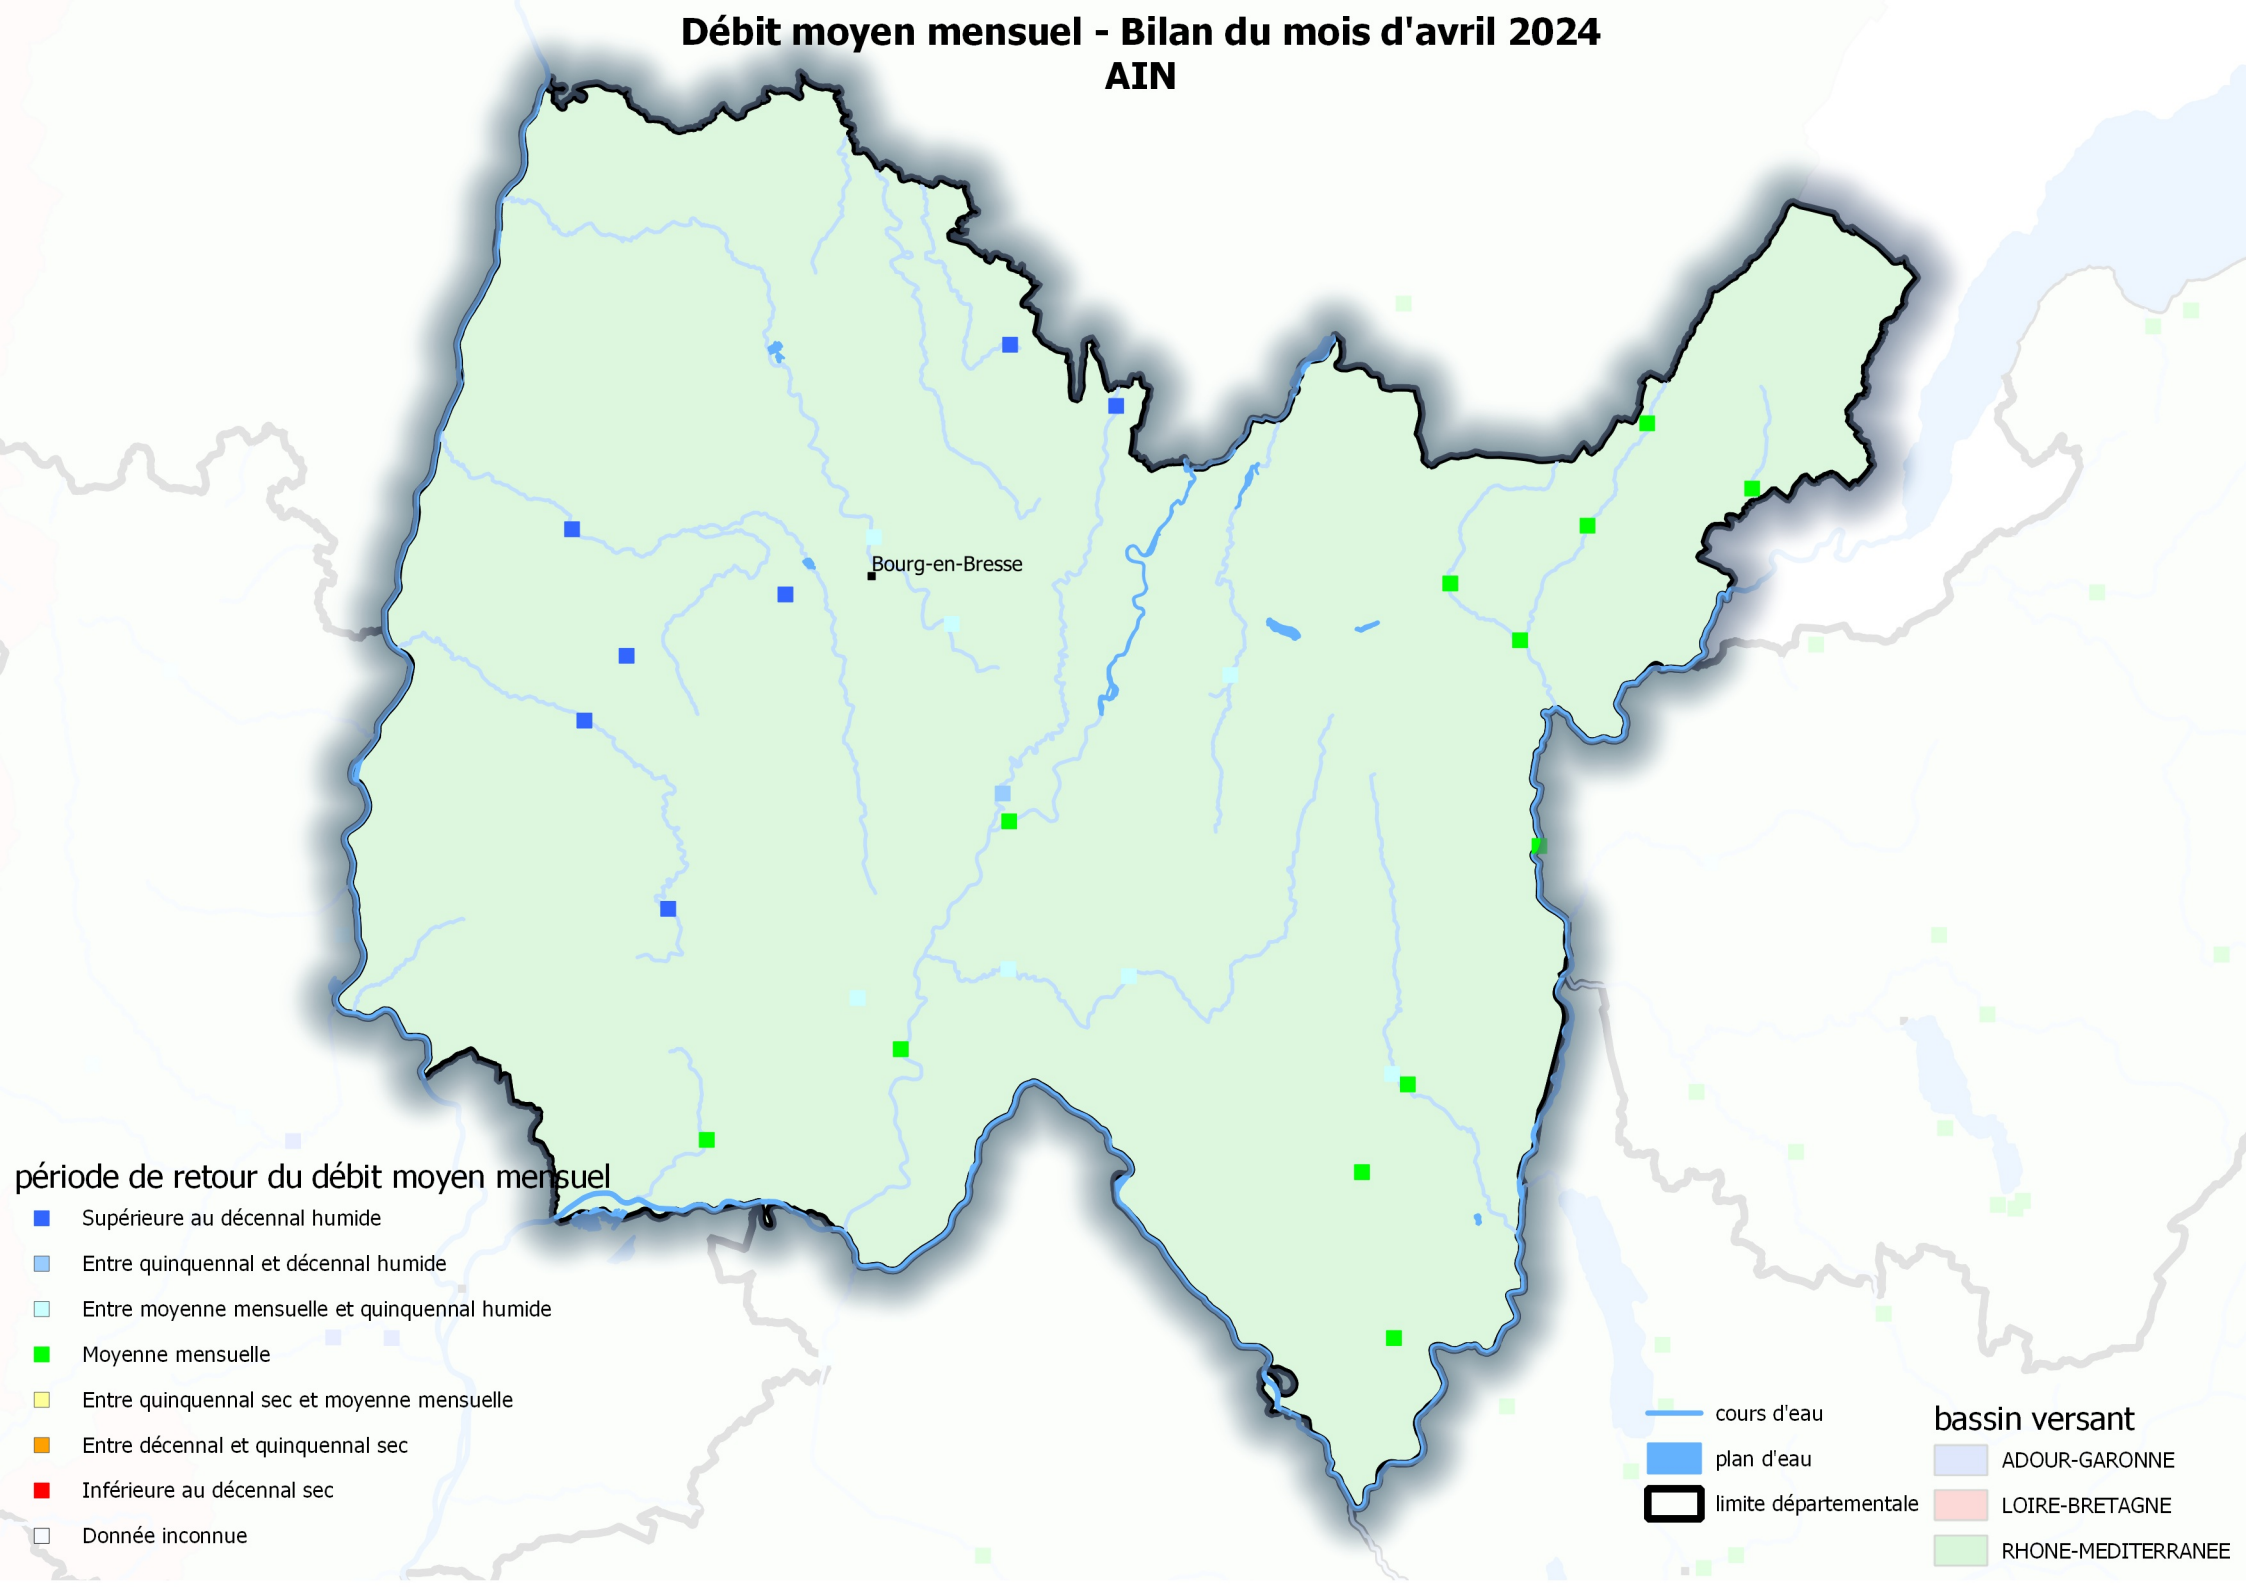 Débit moyen mensuel - Bilan du mois d'avril 2024
AIN
Bourg-en-Bresse
période de retour du débit moyen mensuel
Supérieure au décennal humide
Entre quinquennal et décennal humide
Entre moyenne mensuelle et quinquennal humide
Moyenne mensuelle
Entre quinquennal sec et moyenne mensuelle
Entre décennal et quinquennal sec
Inférieure au décennal sec
Donnée inconnue
cours d'eau
plan d'eau
limite départementale
bassin versant
ADOUR-GARONNE
LOIRE-BRETAGNE
RHONE-MEDITERRANEE